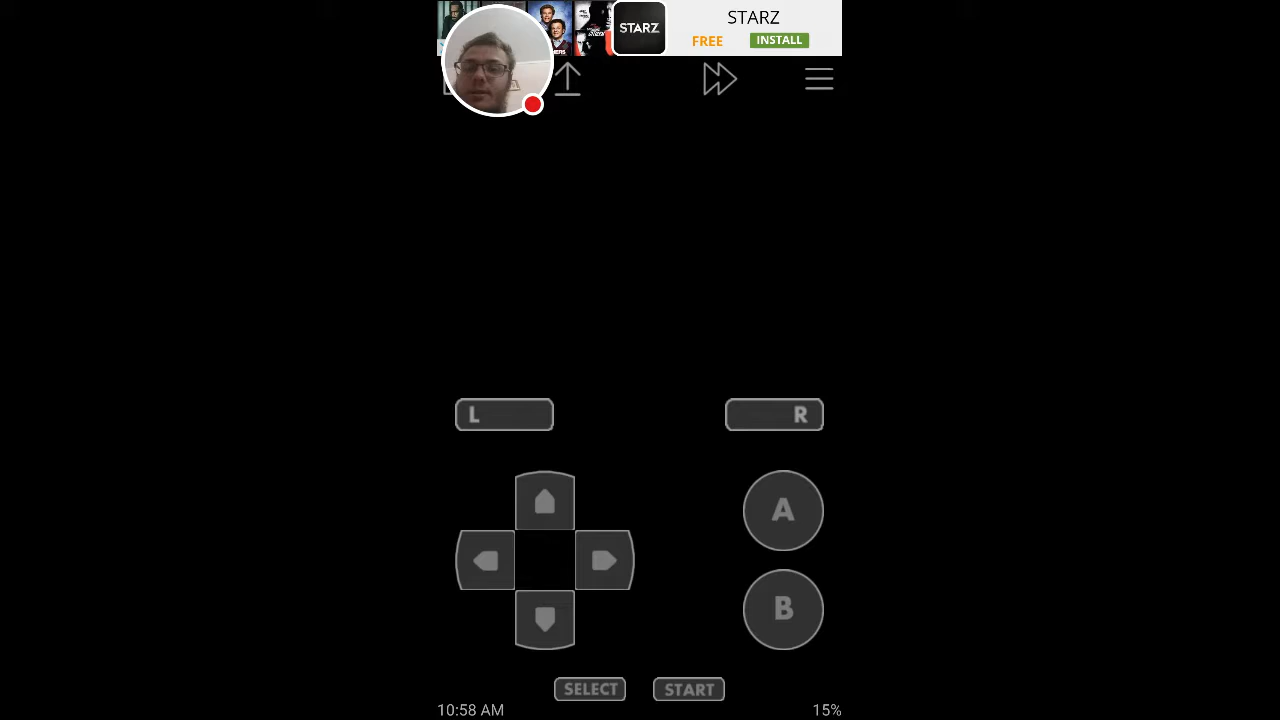 STARZ
STARZ
FREE
INSTALL
L
R
A
B
SELECT
START
10:58 AM
15%